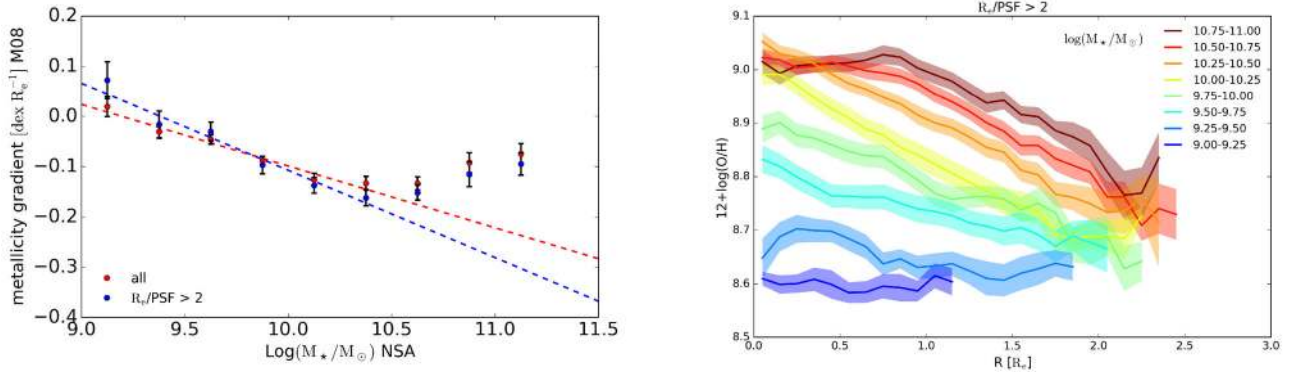 metallicity gradient [dex R_e^{-1}] M08
0.2
0.1
0.0
−0.1
−0.2
−0.3
−0.4
all
R_e/PSF > 2
9.0 9.5 10.0 10.5 11.0 11.5
Log(M⋆/M⊙) NSA
R_e/PSF > 2
12+log(O/H)
9.1
9.0
8.9
8.8
8.7
8.6
8.5
log(M⋆/M⊙)
10.75-11.00
10.50-10.75
10.25-10.50
10.00-10.25
9.75-10.00
9.50-9.75
9.25-9.50
9.00-9.25
0.0 0.5 1.0 1.5 2.0 2.5 3.0
R [R_e]